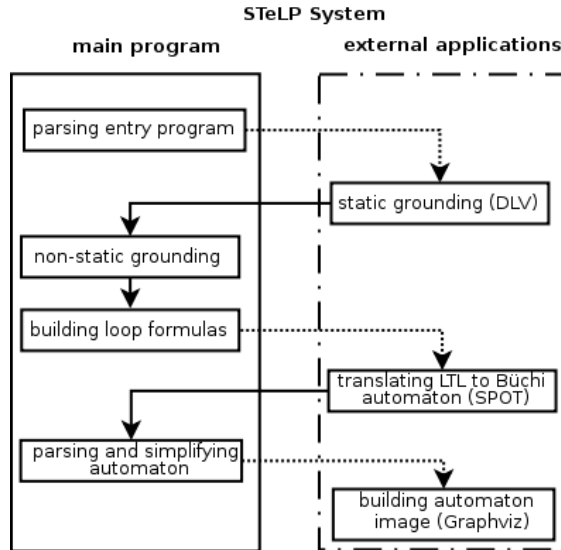 STeLP System
main program
external applications
parsing entry program
static grounding (DLV)
non-static grounding
building loop formulas
translating LTL to Büchi
automaton (SPOT)
parsing and simplifying
automaton
building automaton
image (Graphviz)